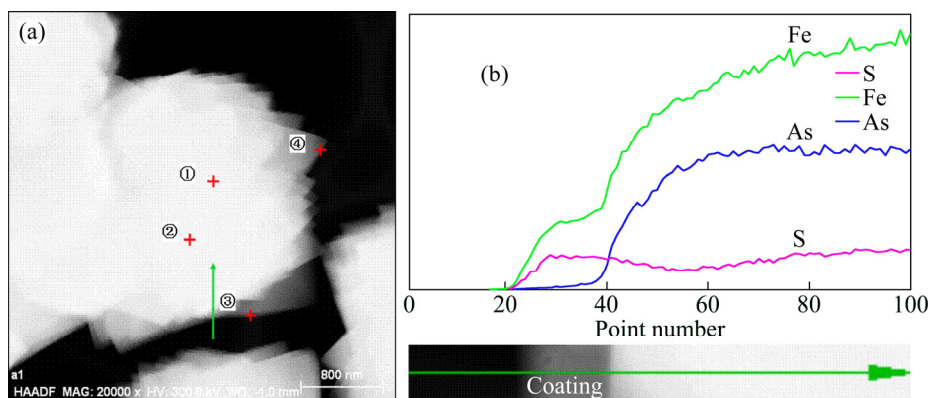 (a)
④
①
②
③
a1
HAADF MAG: 20000 x HV: 300.0 kV WD: -4.0 mm
800 nm
(b)
Fe
S
Fe
As
As
S
0 20 40 60 80 100
Point number
Coating